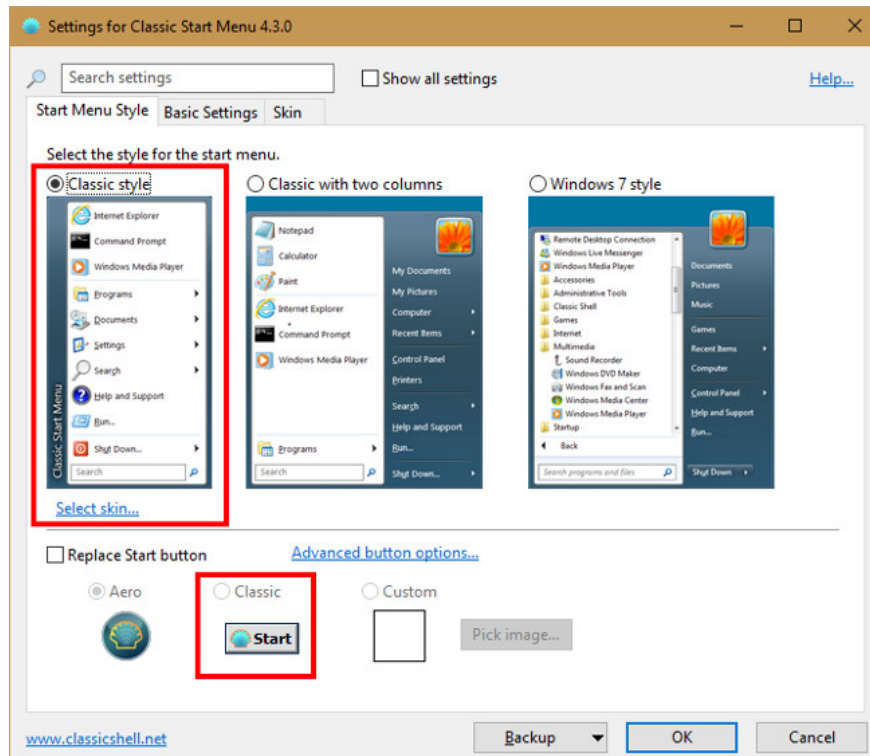 Settings for Classic Start Menu 4.3.0
Search settings
Show all settings
Help...
Start Menu Style
Basic Settings
Skin
Select the style for the start menu.
Classic style
Internet Explorer
Command Prompt
Windows Media Player
Programs
Documents
Settings
Search
Help and Support
Run...
Shut Down...
Search
Classic Start Menu
Select skin...
Classic with two columns
Notepad
Calculator
Paint
Internet Explorer
Command Prompt
Windows Media Player
Programs
Search
My Documents
My Pictures
Computer
Recent Items
Control Panel
Printers
Search
Help and Support
Run...
Shut Down...
Windows 7 style
Remote Desktop Connection
Windows Live Messenger
Windows Media Player
Accessories
Administrative Tools
Classic Shell
Games
Internet
Multimedia
Sound Recorder
Windows DVD Maker
Windows Fax and Scan
Windows Media Center
Windows Media Player
Startup
Back
Search programs and files
Documents
Pictures
Music
Games
Recent Items
Computer
Control Panel
Help and Support
Run...
Shut Down
Replace Start button
Advanced button options...
Aero
Classic
Custom
Start
Pick image...
www.classicshell.net
Backup
OK
Cancel